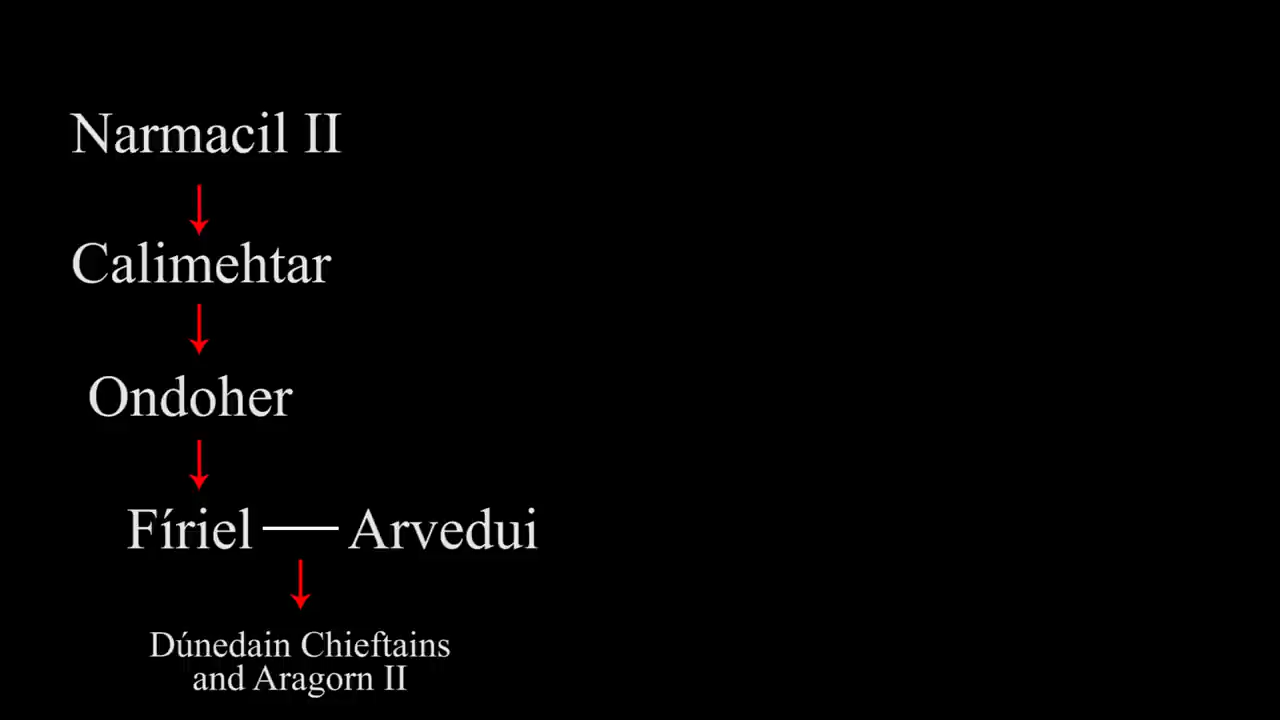 Narmacil II
Calimehtar
Ondoher
Fíriel Arvedui
Dúnedain Chieftains
and Aragorn II